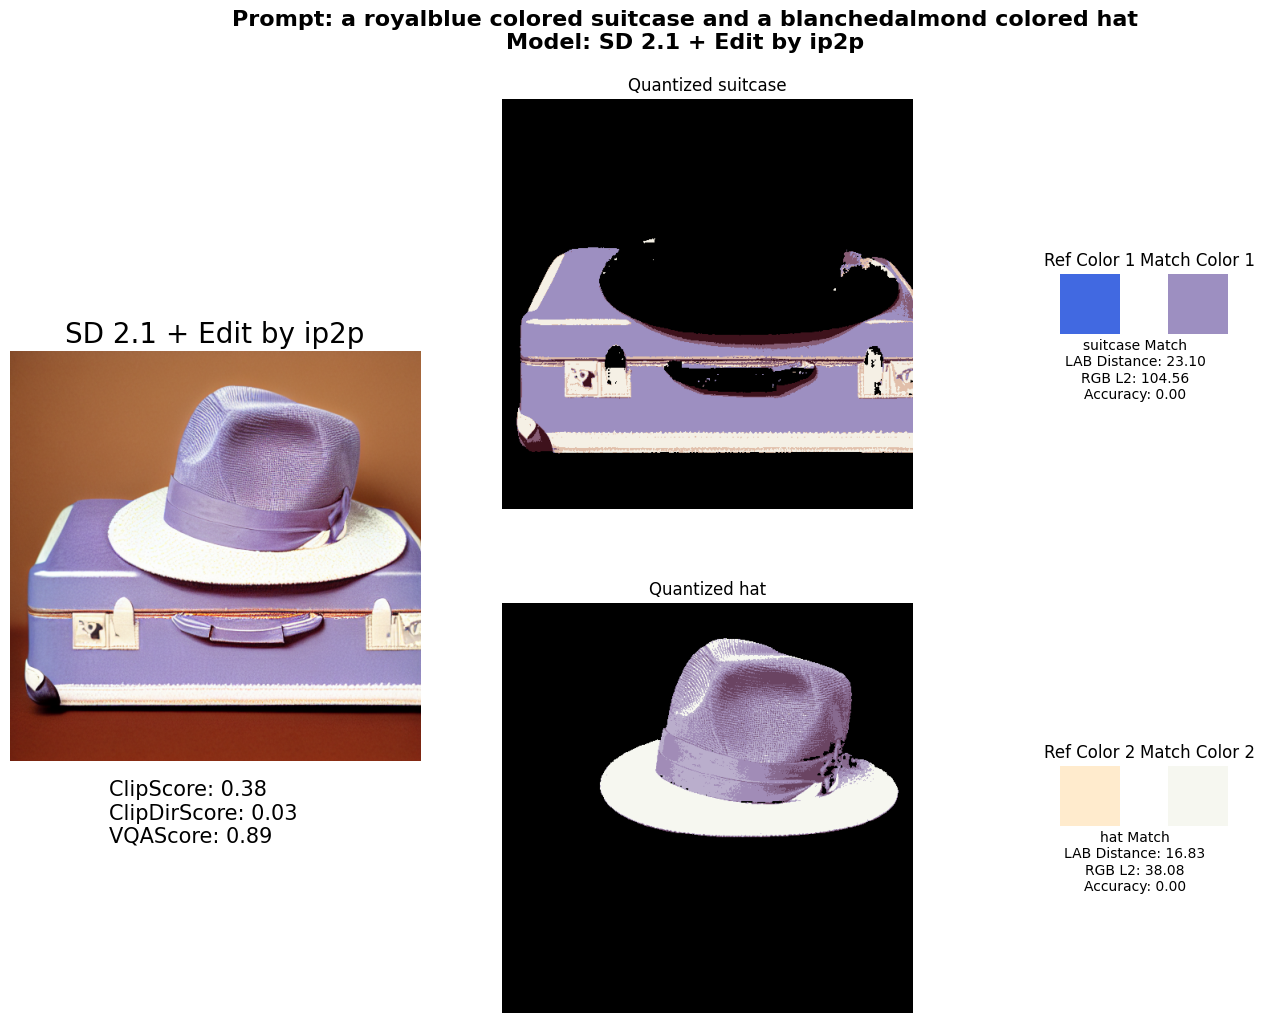 Prompt: a royalblue colored suitcase and a blanchedalmond colored hat
Model: SD 2.1 + Edit by ip2p
SD 2.1 + Edit by ip2p
ClipScore: 0.38
ClipDirScore: 0.03
VQAScore: 0.89
Quantized suitcase
Ref Color 1 Match Color 1
suitcase Match
LAB Distance: 23.10
RGB L2: 104.56
Accuracy: 0.00
Quantized hat
Ref Color 2 Match Color 2
hat Match
LAB Distance: 16.83
RGB L2: 38.08
Accuracy: 0.00